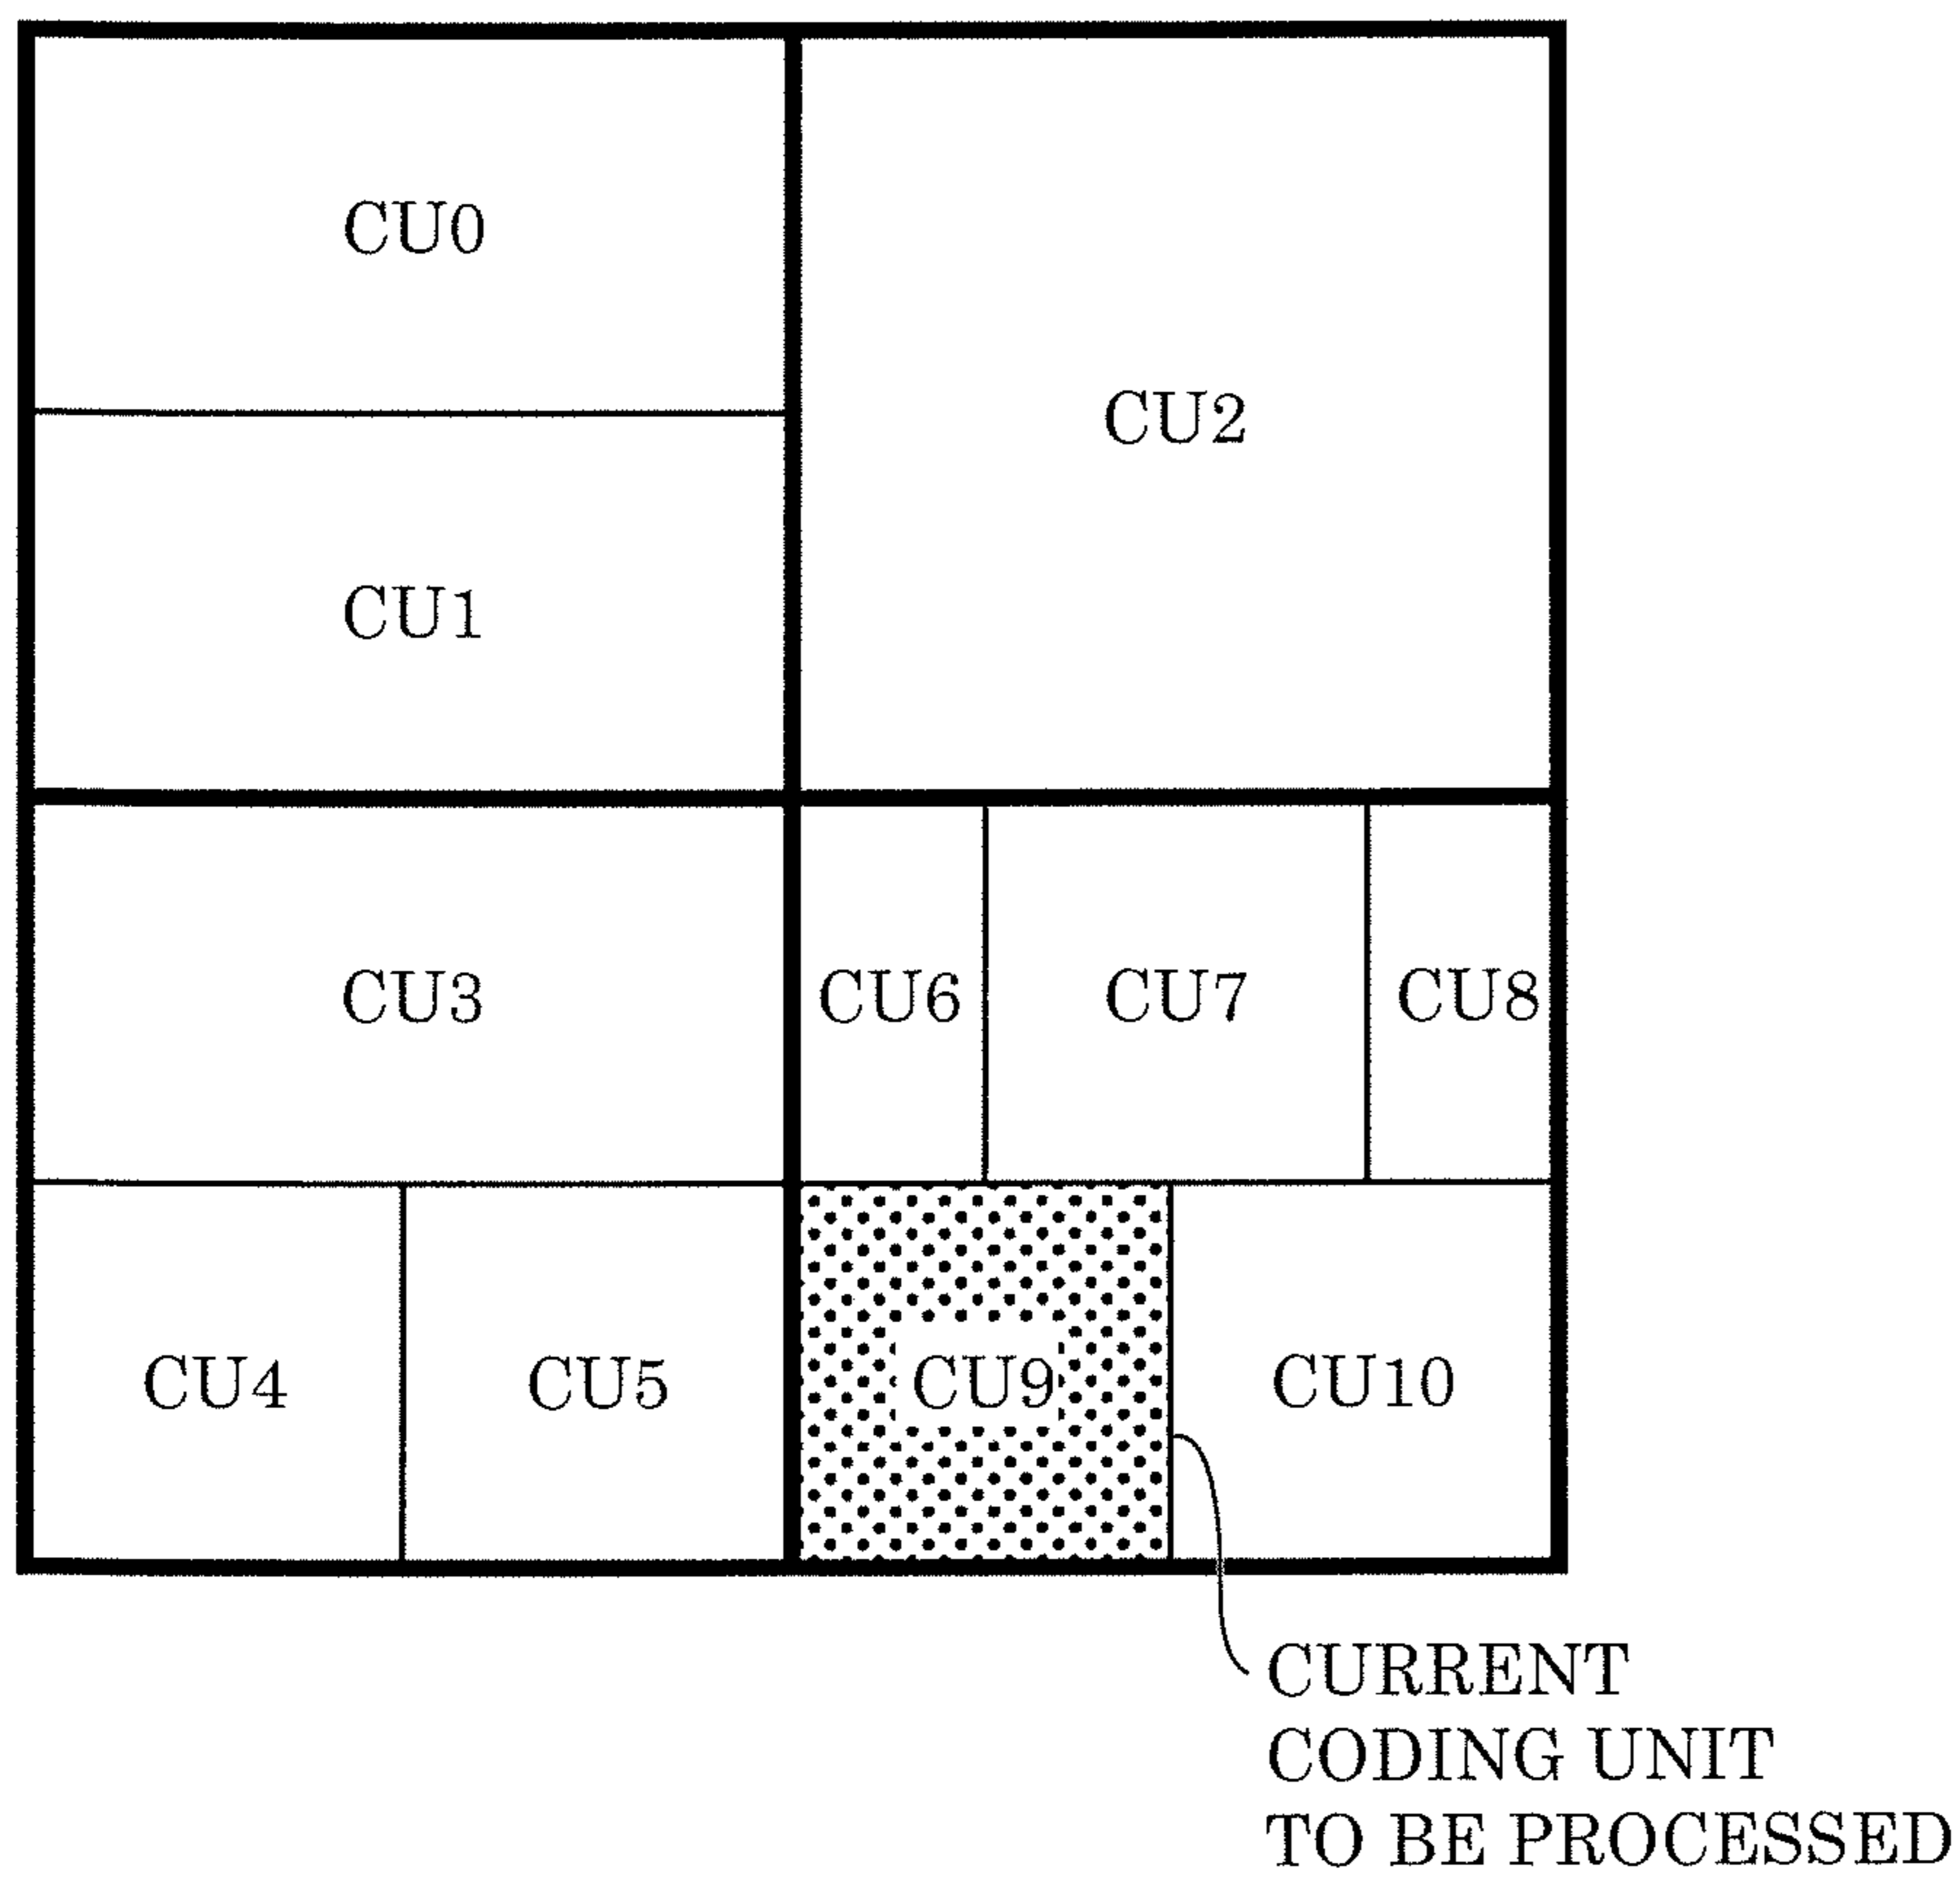 CU0
CU2
CU1
CU3
CU6
CU7
CU8
CU4
CU5
CU9
CU10
CURRENT
CODING UNIT
TO BE PROCESSED